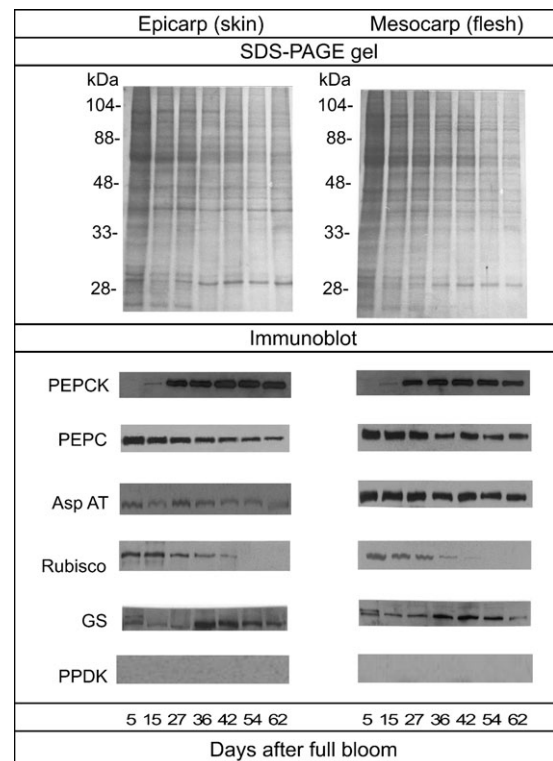 Epicarp (skin) Mesocarp (flesh)
SDS-PAGE gel
kDa kDa
104- 104-
88- 88-
48- 48-
33- 33-
28- 28-
Immunoblot
PEPCK
PEPC
Asp AT
Rubisco
GS
PPDK
5 15 27 36 42 54 62 5 15 27 36 42 54 62
Days after full bloom